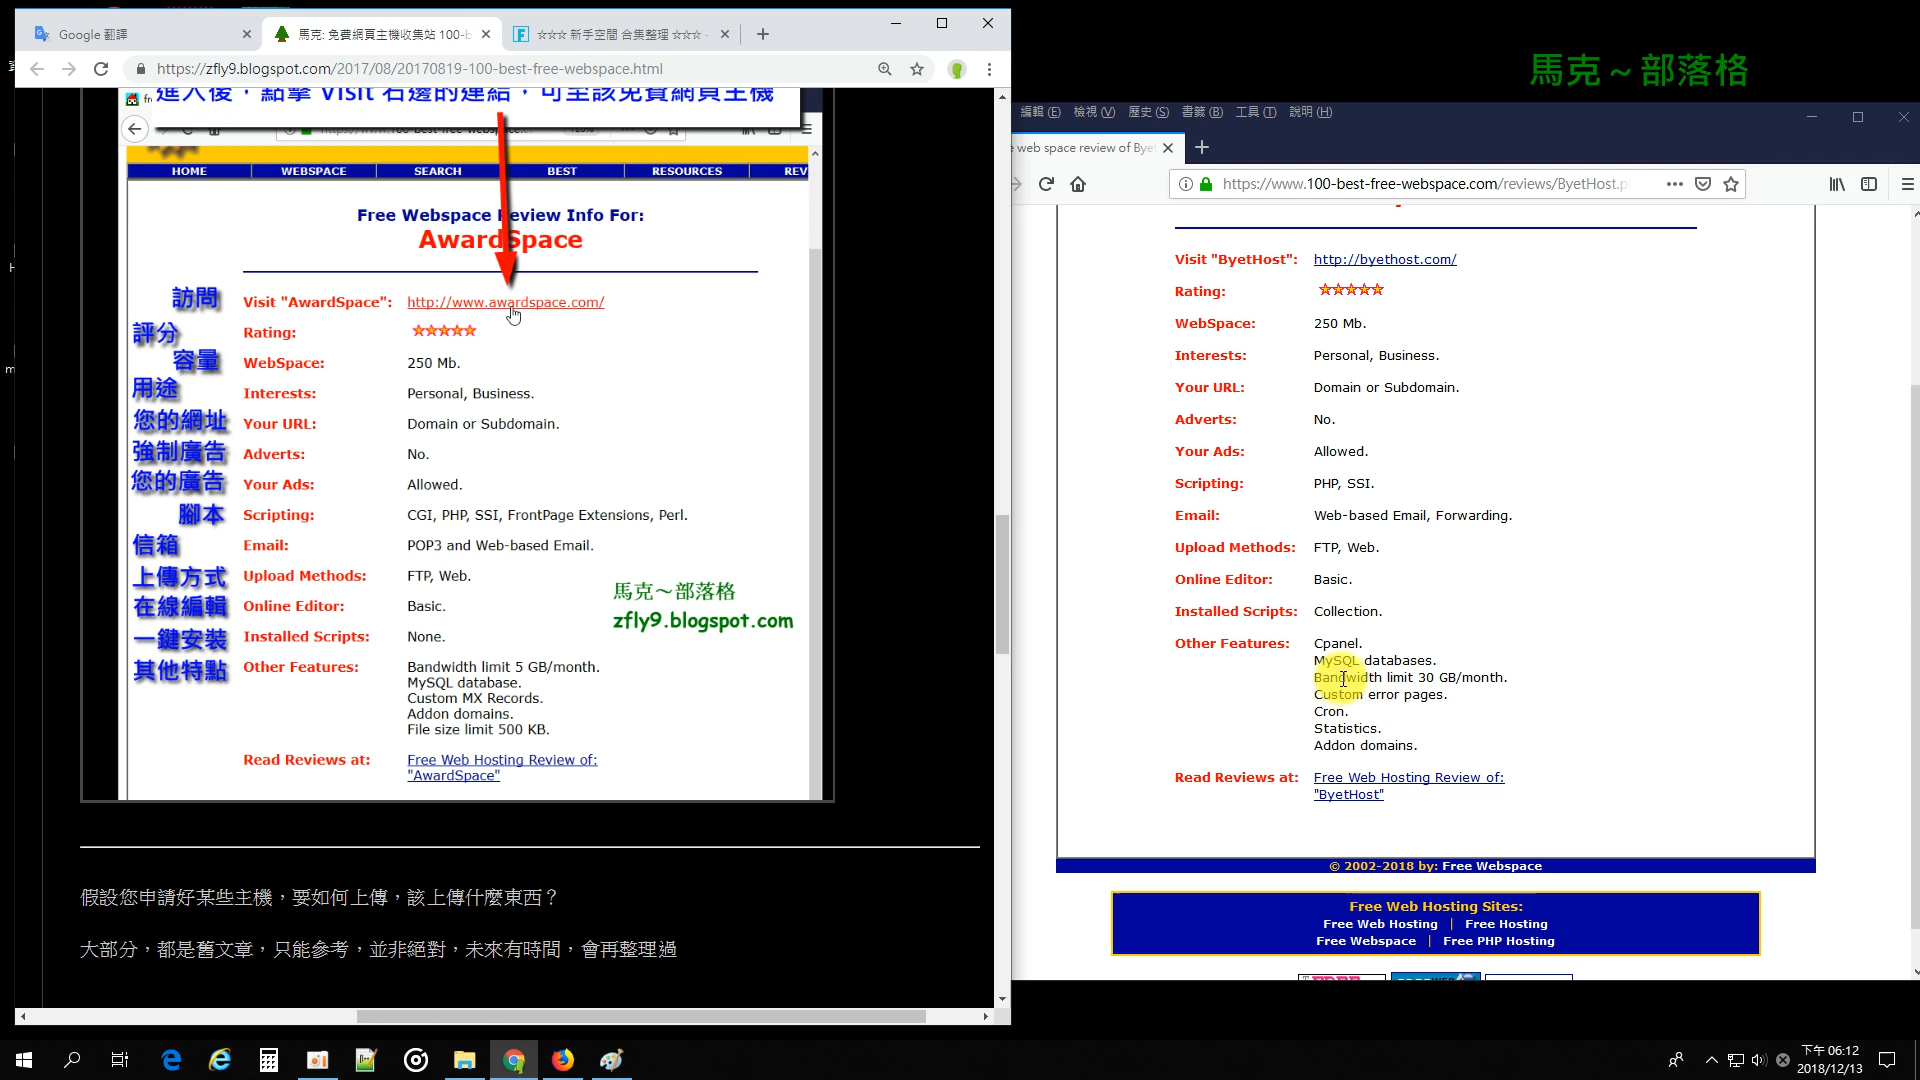 Google 翻譯
馬克: 免費網頁主機收集站 100-b
☆☆☆ 新手空間 合集整理 ☆☆☆ -
https://zfly9.blogspot.com/2017/08/20170819-100-best-free-webspace.html
進入後，點擊 Visit 右邊的連結，可至該免費網頁主機
HOME WEBSPACE SEARCH BEST RESOURCES REV
Free Webspace Review Info For:
AwardSpace
訪問 Visit "AwardSpace": http://www.awardspace.com/
評分 Rating: ☆☆☆☆☆
容量 WebSpace: 250 Mb.
用途 Interests: Personal, Business.
您的網址 Your URL: Domain or Subdomain.
強制廣告 Adverts: No.
您的廣告 Your Ads: Allowed.
腳本 Scripting: CGI, PHP, SSI, FrontPage Extensions, Perl.
信箱 Email: POP3 and Web-based Email.
上傳方式 Upload Methods: FTP, Web.
在線編輯 Online Editor: Basic.
一鍵安裝 Installed Scripts: None.
其他特點 Other Features: Bandwidth limit 5 GB/month.
MySQL database.
Custom MX Records.
Addon domains.
File size limit 500 KB.
馬克～部落格
zfly9.blogspot.com
Read Reviews at: Free Web Hosting Review of:
"AwardSpace"
假設您申請好某些主機，要如何上傳，該上傳什麼東西？
大部分，都是舊文章，只能參考，並非絕對，未來有時間，會再整理過
馬克～部落格
編輯 (E) 檢視 (V) 歷史 (S) 書籤 (B) 工具 (T) 說明 (H)
web space review of Bye
https://www.100-best-free-webspace.com/reviews/ByetHost.p
Visit "ByetHost": http://byethost.com/
Rating: ☆☆☆☆☆
WebSpace: 250 Mb.
Interests: Personal, Business.
Your URL: Domain or Subdomain.
Adverts: No.
Your Ads: Allowed.
Scripting: PHP, SSI.
Email: Web-based Email, Forwarding.
Upload Methods: FTP, Web.
Online Editor: Basic.
Installed Scripts: Collection.
Other Features: Cpanel.
MySQL databases.
Bandwidth limit 30 GB/month.
Custom error pages.
Cron.
Statistics.
Addon domains.
Read Reviews at: Free Web Hosting Review of:
"ByetHost"
© 2002-2018 by: Free Webspace
Free Web Hosting Sites:
Free Web Hosting | Free Hosting
Free Webspace | Free PHP Hosting
下午 06:12
2018/12/13